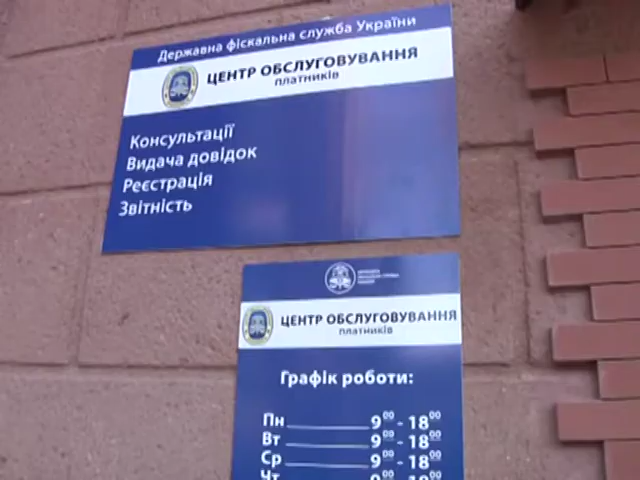 Державна фіскальна служба України
ЦЕНТР ОБСЛУГОВУВАННЯ
платників
Консультації
Видача довідок
Реєстрація
Звітність
ЦЕНТР ОБСЛУГОВУВАННЯ
платників
Графік роботи:
Пн 9⁰⁰ - 18⁰⁰
Вт 9⁰⁰ - 18⁰⁰
Ср 9⁰⁰ - 18⁰⁰
Чт